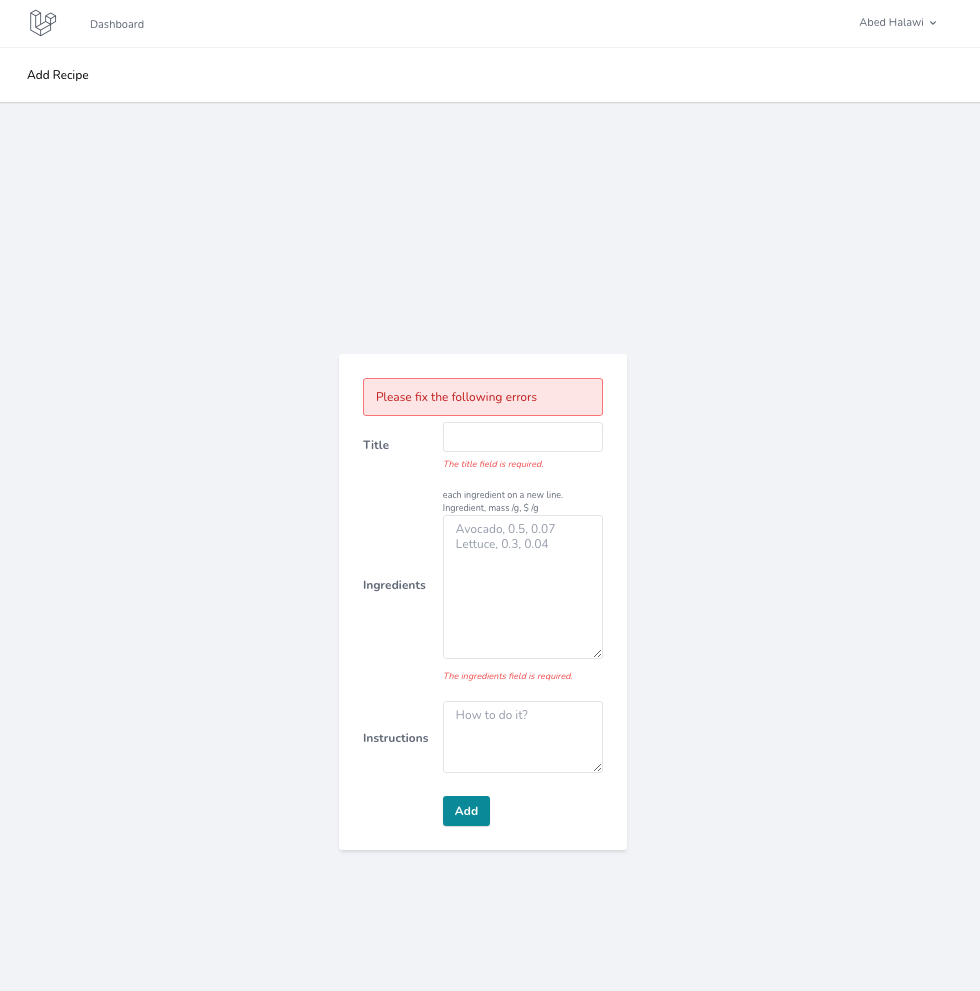 Dashboard
Abed Halawi
Add Recipe
Please fix the following errors
Title
The title field is required.
each ingredient on a new line.
Ingredient, mass /g, $ /g
Avocado, 0.5, 0.07
Lettuce, 0.3, 0.04
Ingredients
The ingredients field is required.
How to do it?
Instructions
Add